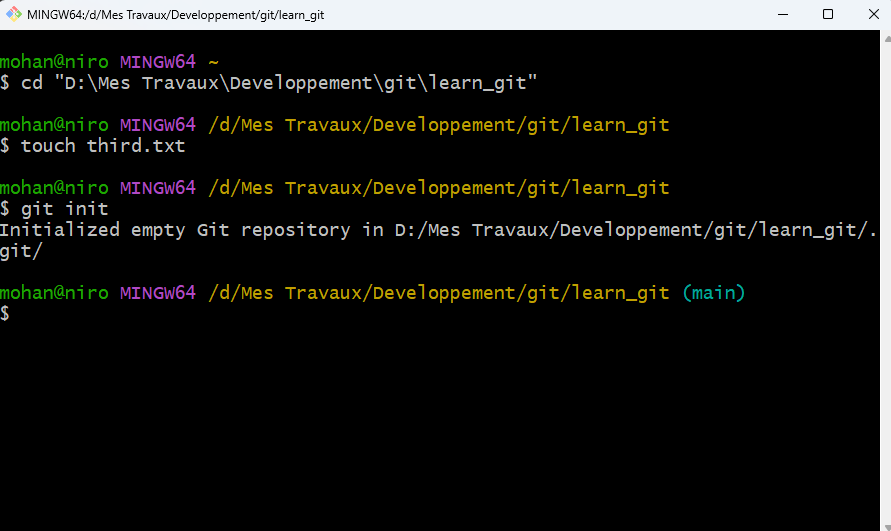 MINGW64:/d/Mes Travaux/Developpement/git/learn_git
mohan@niro MINGW64 ~
$ cd "D:\Mes Travaux\Developpement\git\learn_git"
mohan@niro MINGW64 /d/Mes Travaux/Developpement/git/learn_git
$ touch third.txt
mohan@niro MINGW64 /d/Mes Travaux/Developpement/git/learn_git
$ git init
Initialized empty Git repository in D:/Mes Travaux/Developpement/git/learn_git/.
git/
mohan@niro MINGW64 /d/Mes Travaux/Developpement/git/learn_git (main)
$